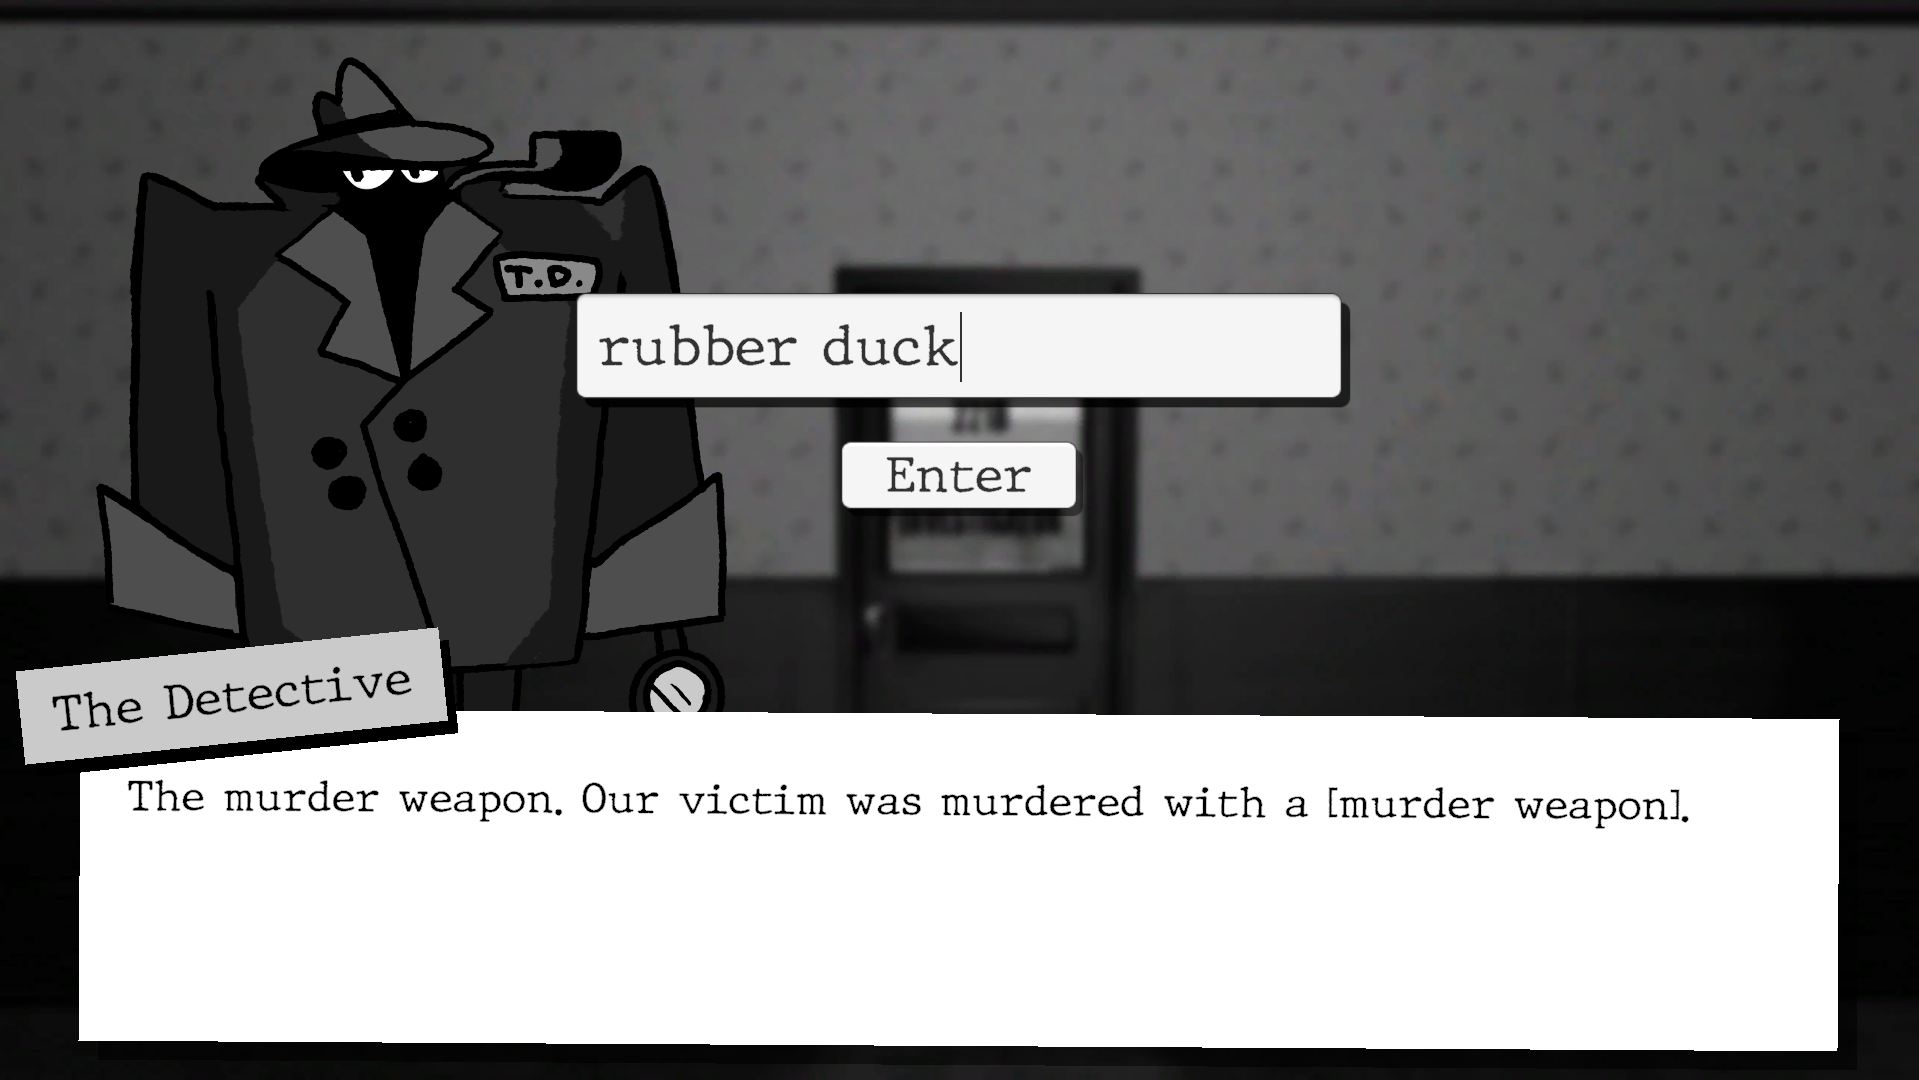 T.D.
rubber duck
Enter
The Detective
The murder weapon. Our victim was murdered with a [murder weapon].